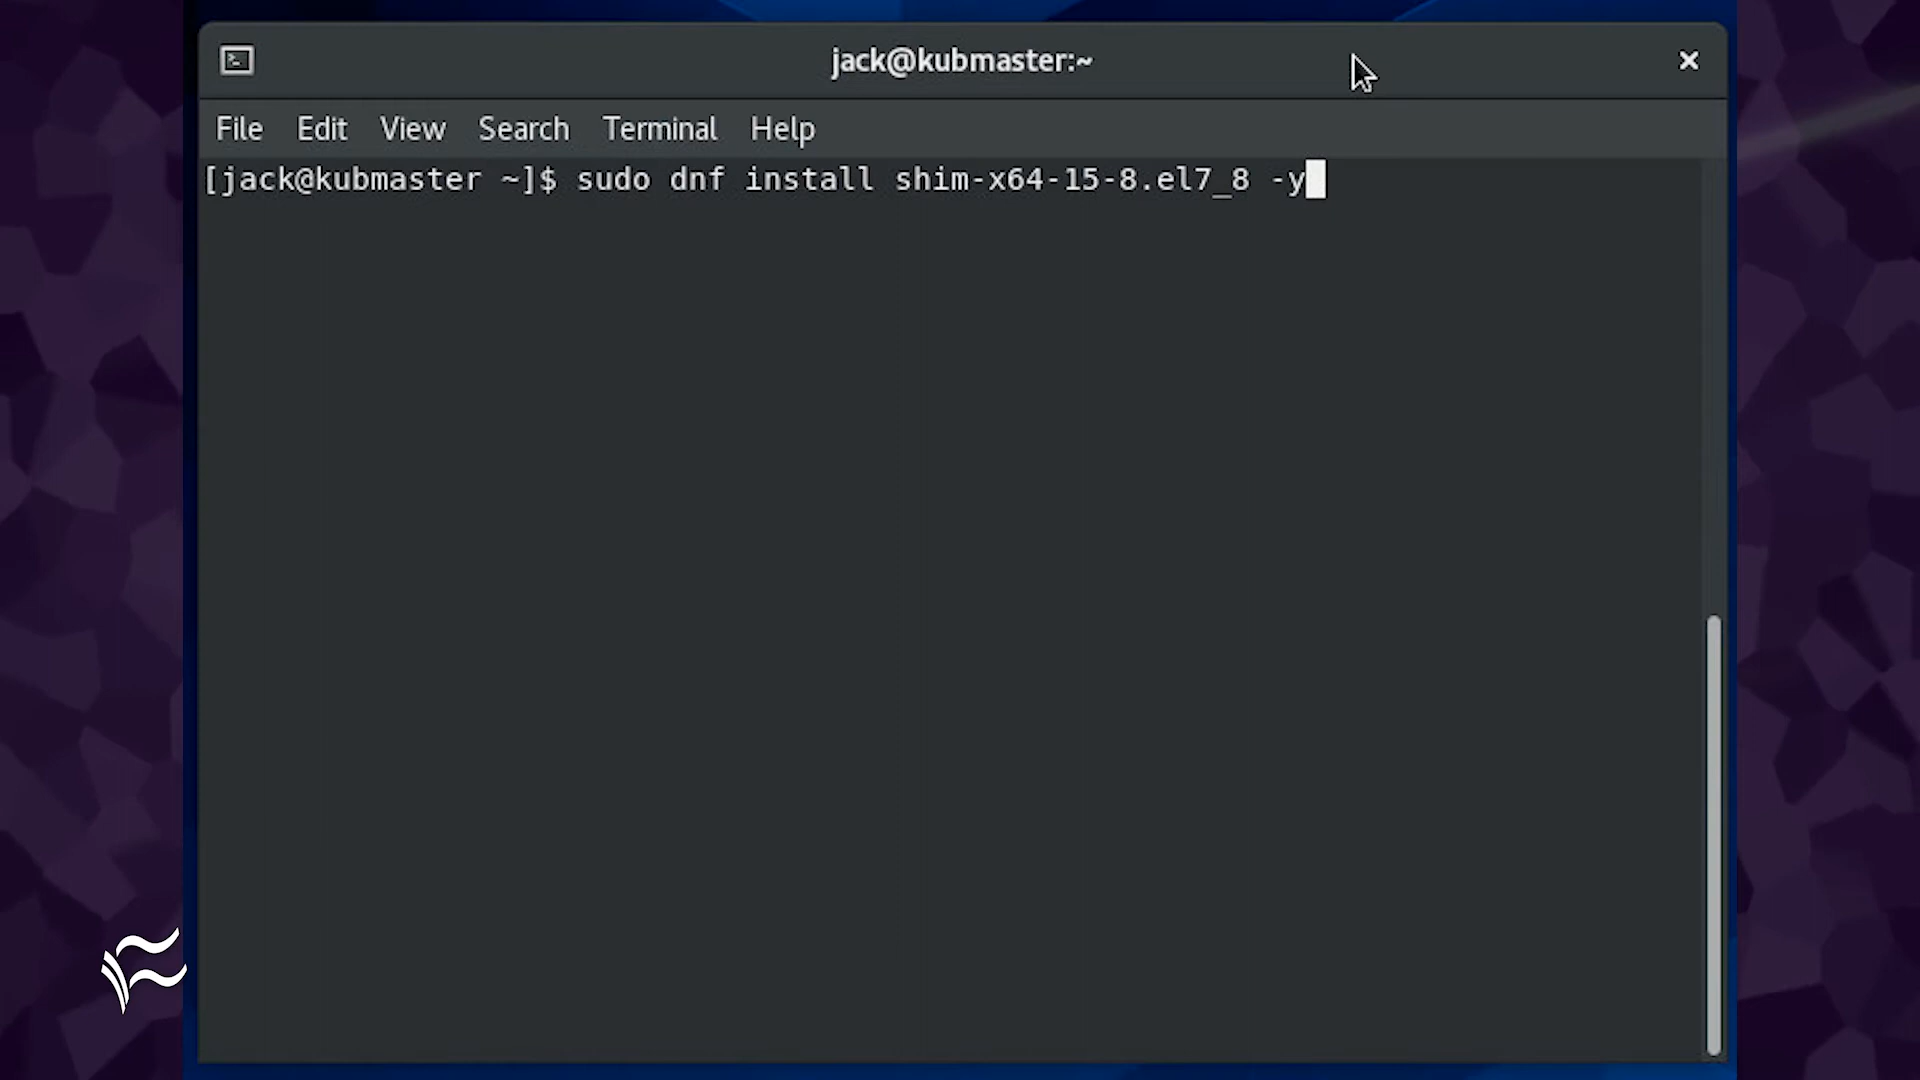 jack@kubmaster:~
File Edit View Search Terminal Help
[jack@kubmaster ~]$ sudo dnf install shim-x64-15-8.el7_8 -y